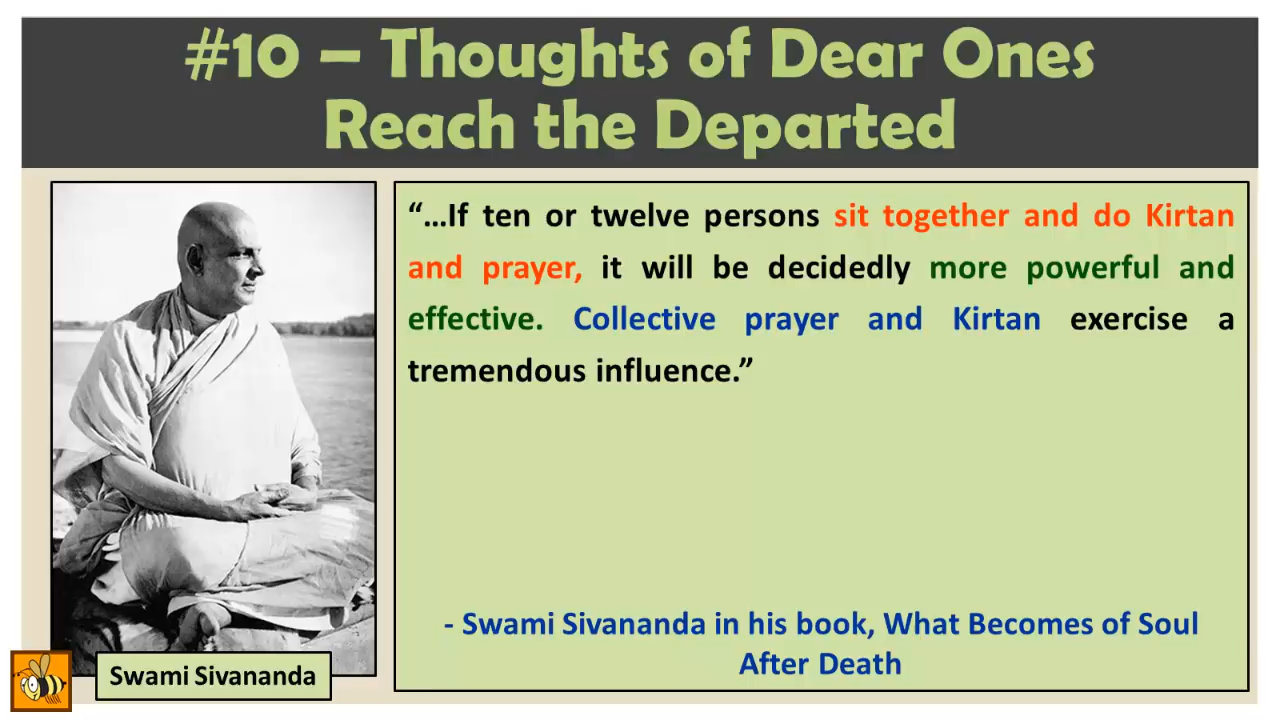 #10 – Thoughts of Dear Ones
Reach the Departed
“…If ten or twelve persons sit together and do Kirtan
and prayer, it will be decidedly more powerful and
effective. Collective prayer and Kirtan exercise a
tremendous influence.”
- Swami Sivananda in his book, What Becomes of Soul
After Death
Swami Sivananda